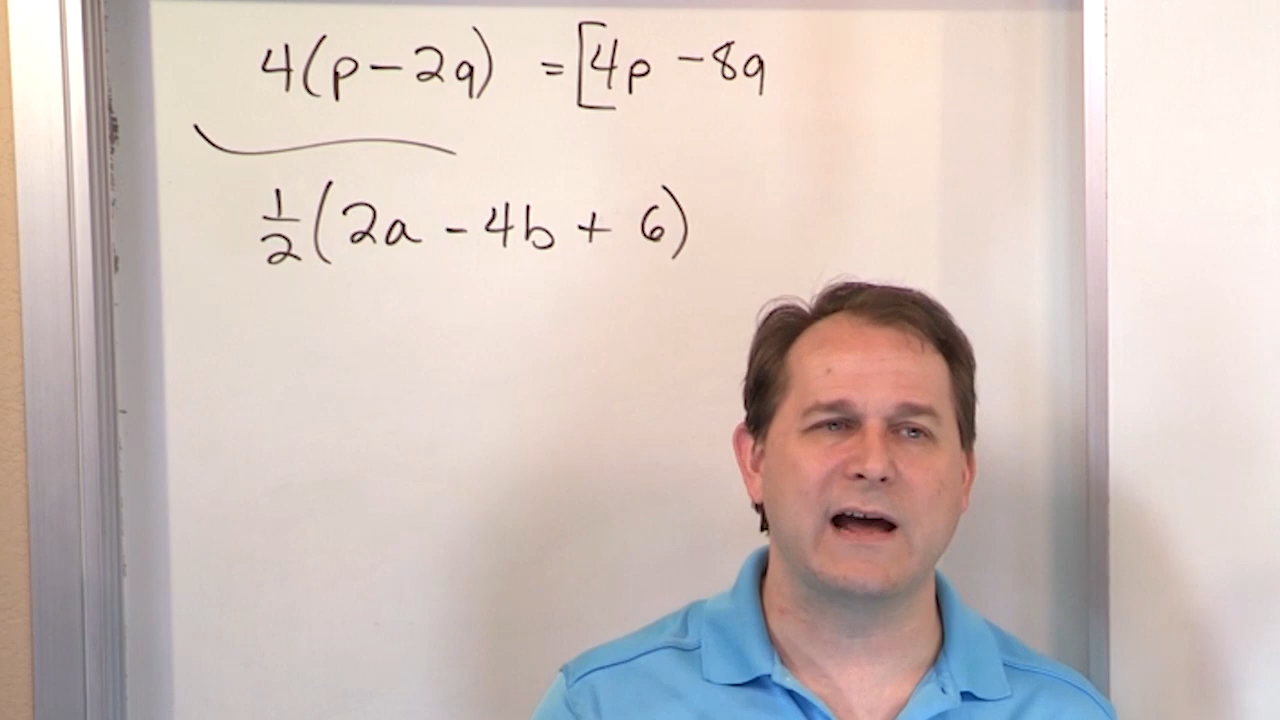 4(p-2q) = [4p -8q
1/2(2a - 4b + 6)